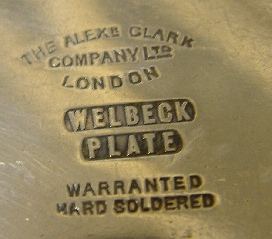 THE ALEXR CLARK
COMPANY LTD
LONDON
WELBECK
PLATE
WARRANTED
HARD SOLDERED